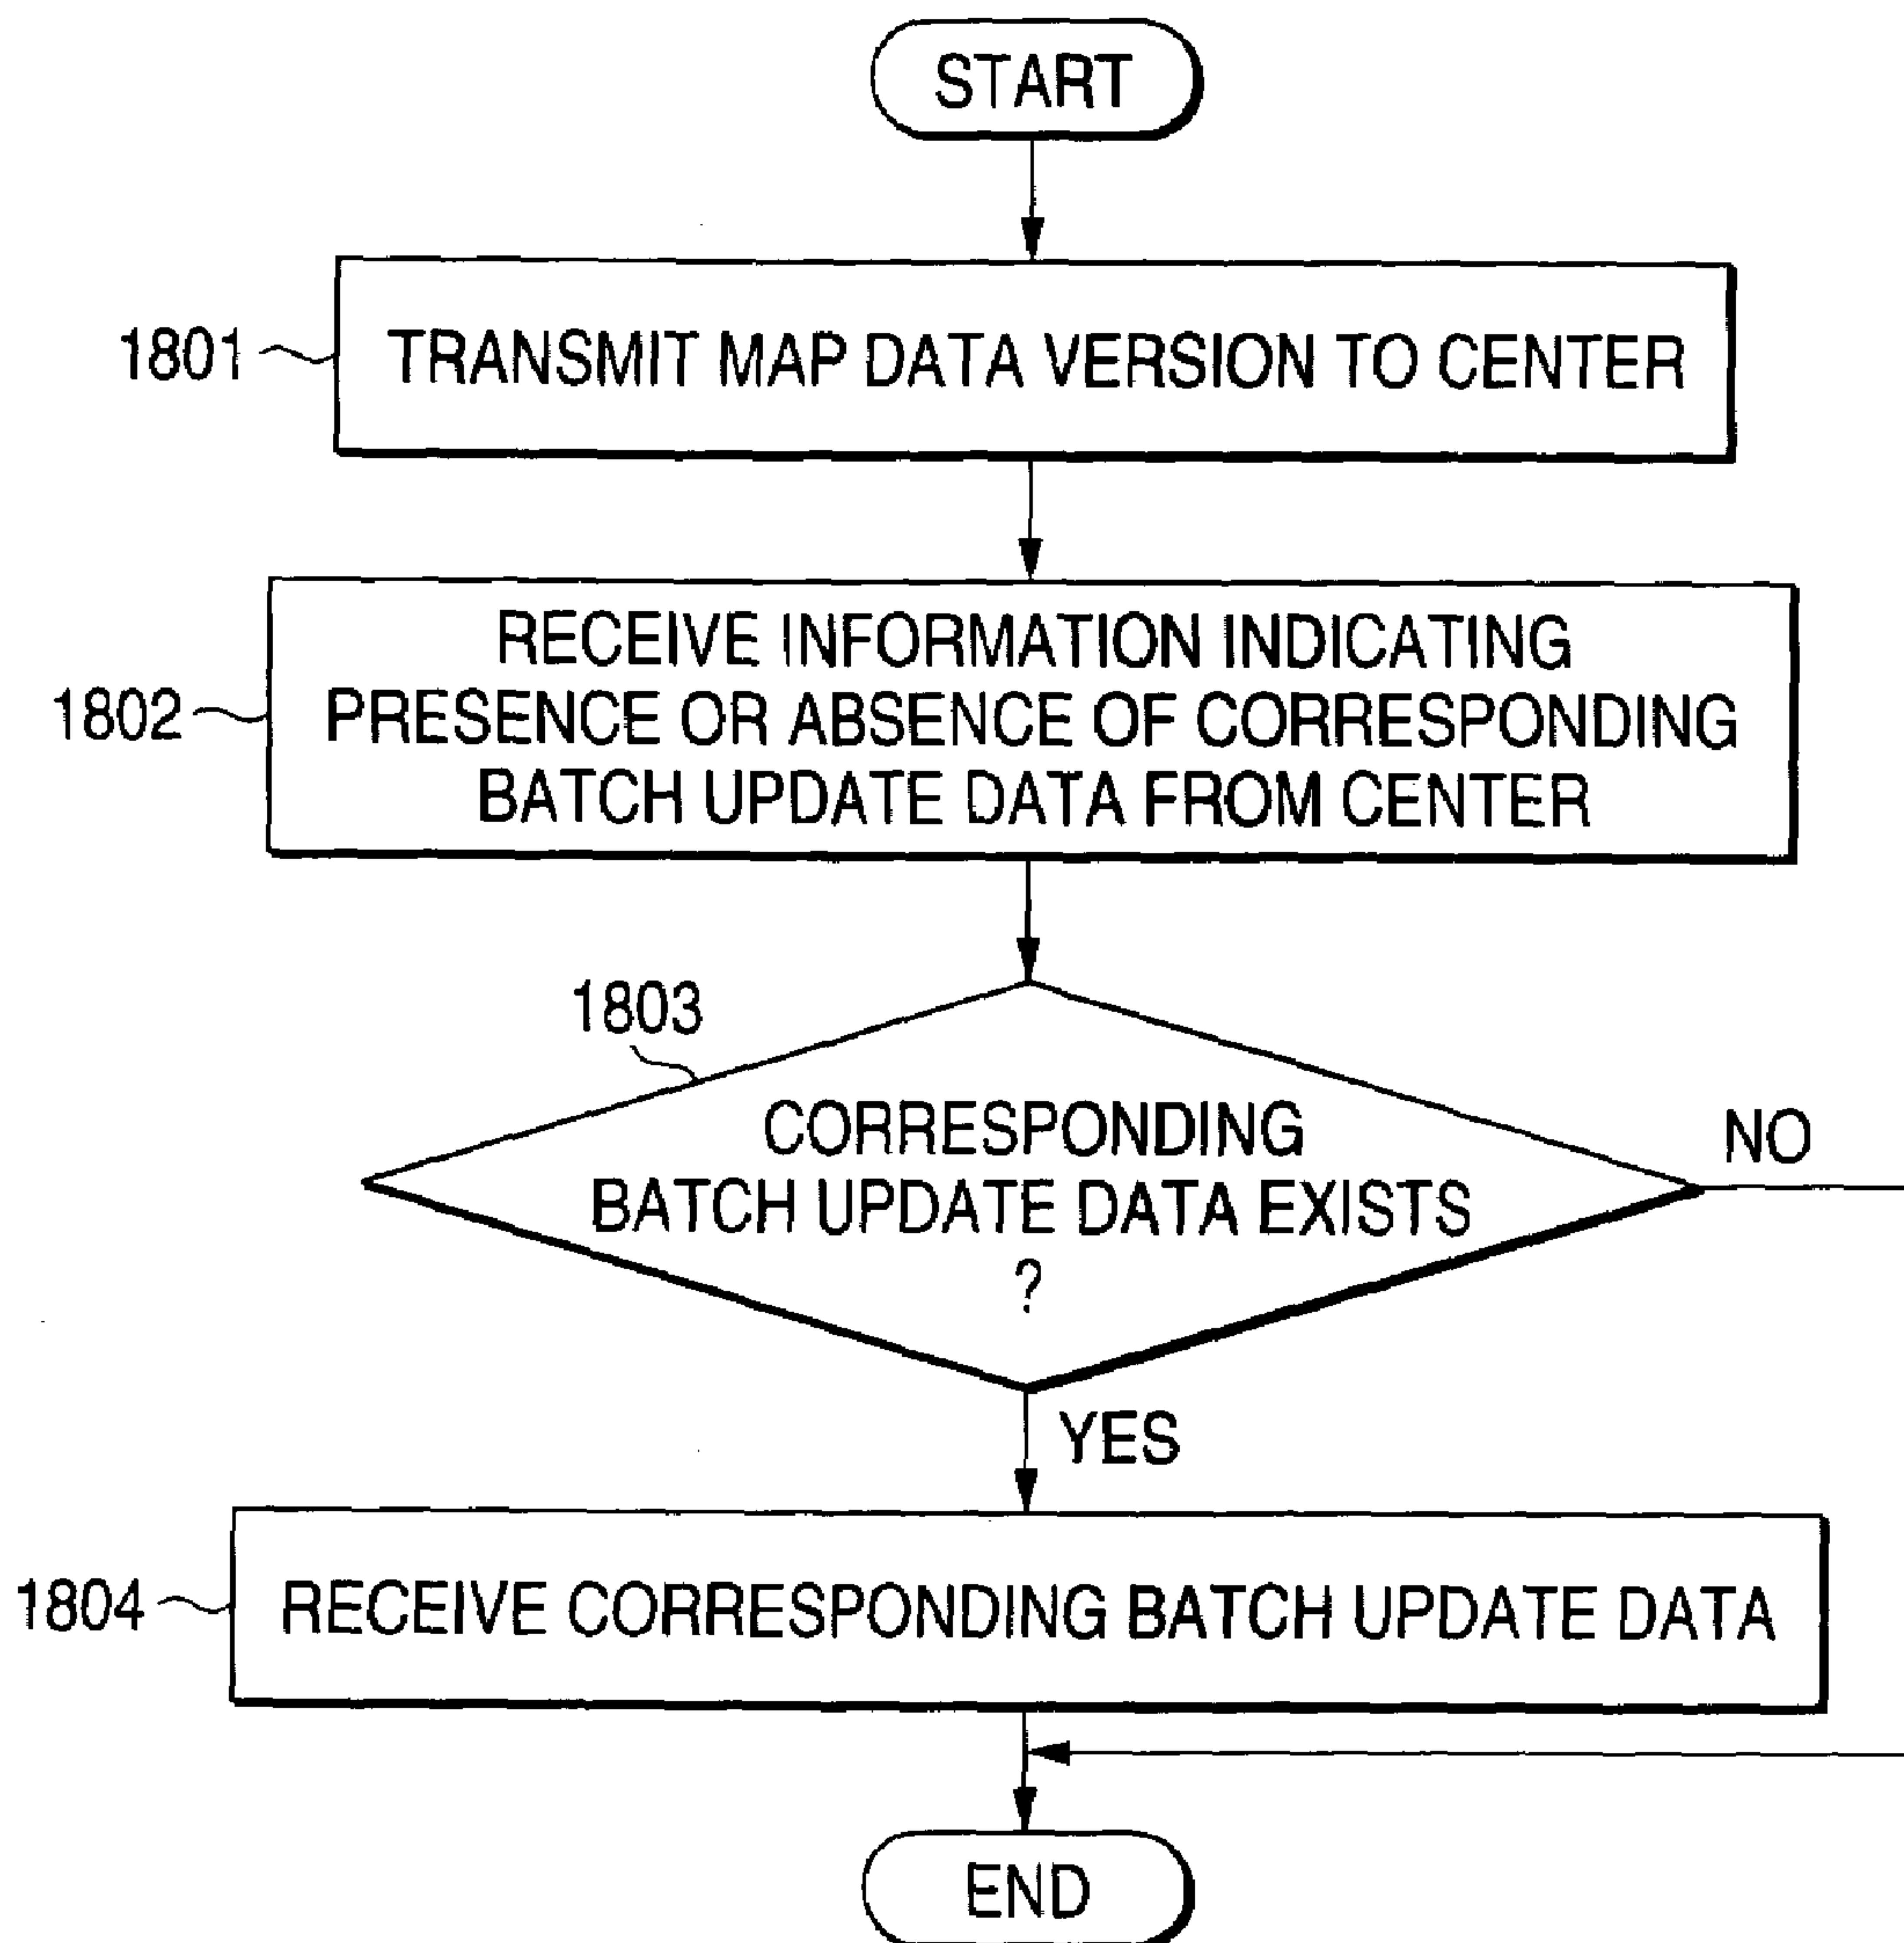 START
1801
TRANSMIT MAP DATA VERSION TO CENTER
1802
RECEIVE INFORMATION INDICATING
PRESENCE OR ABSENCE OF CORRESPONDING
BATCH UPDATE DATA FROM CENTER
1803
CORRESPONDING
BATCH UPDATE DATA EXISTS
?
NO
YES
1804
RECEIVE CORRESPONDING BATCH UPDATE DATA
END